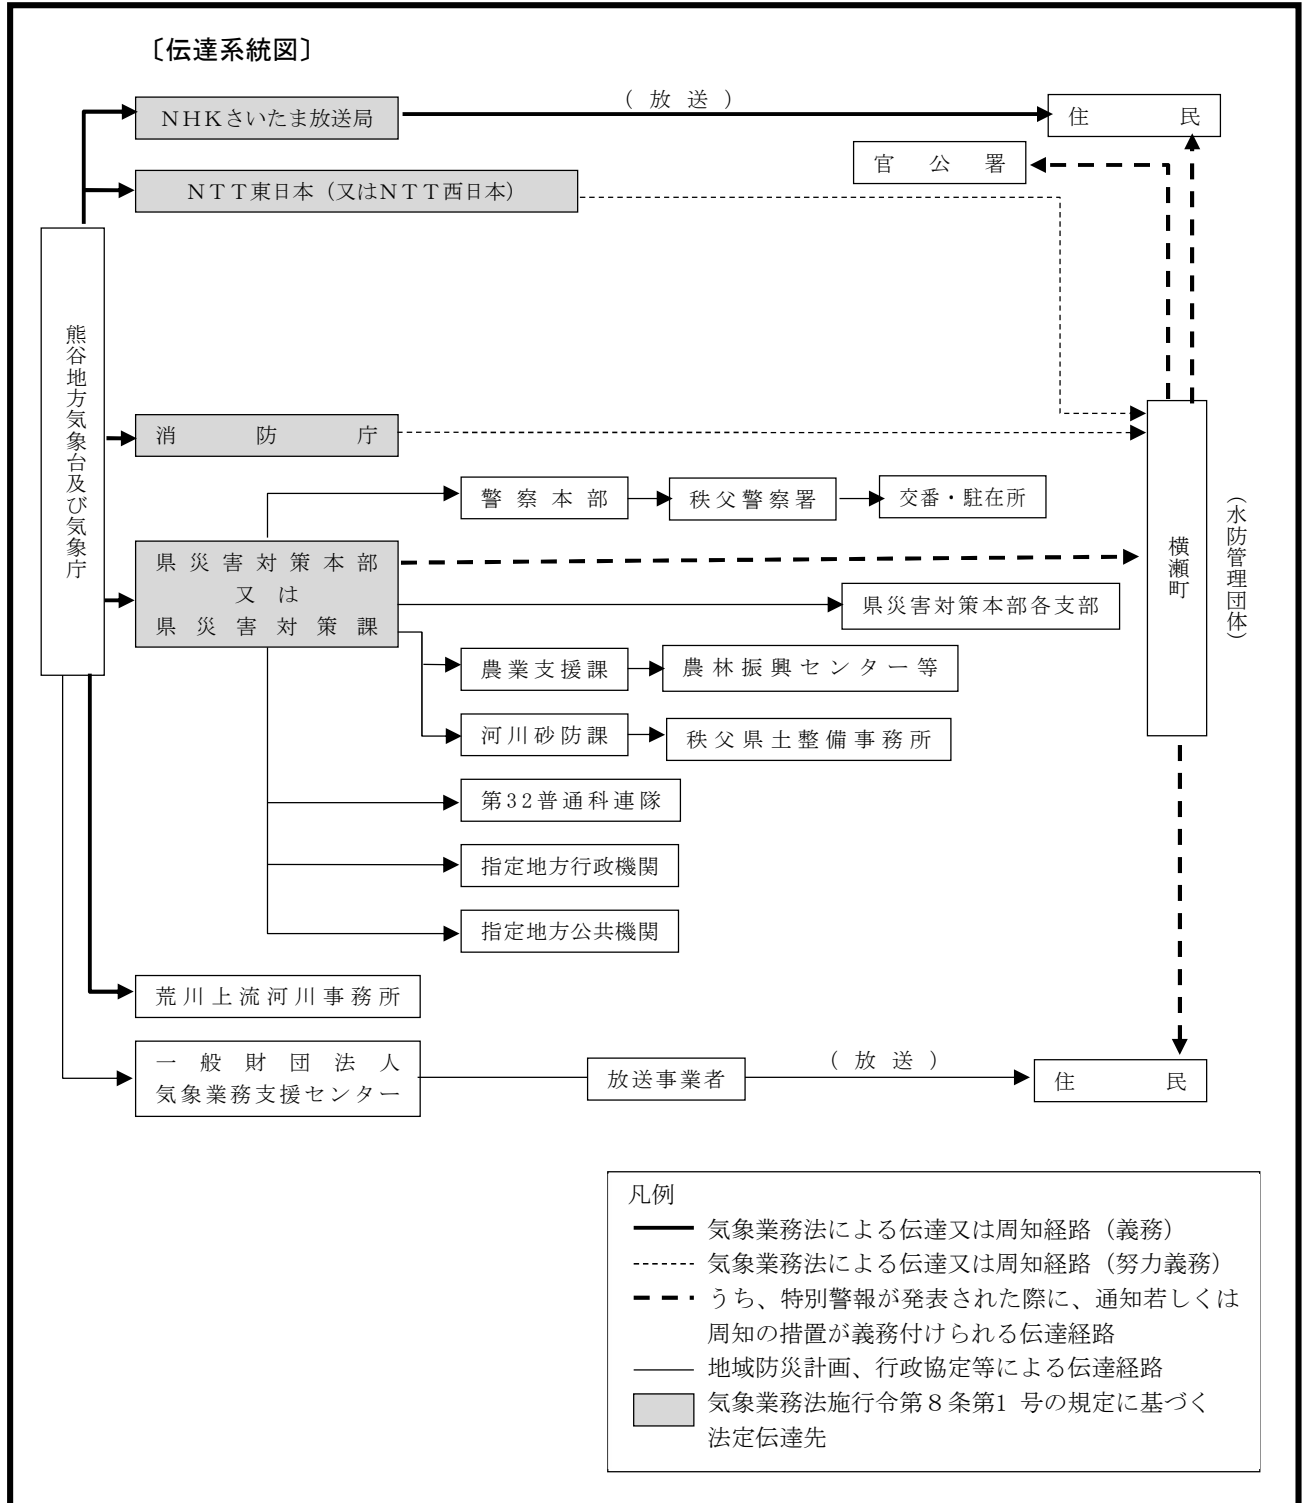 〔伝達系統図〕
NHKさいたま放送局
(放送)
住民
官公署
NTT東日本(又はNTT西日本)
熊谷地方気象台及び気象庁
消防庁
警察本部
秩父警察署
交番・駐在所
県災害対策本部
又は
県災害対策課
横瀬町
(水防管理団体)
県災害対策本部各支部
農業支援課
農林振興センター等
河川砂防課
秩父県土整備事務所
第32普通科連隊
指定地方行政機関
指定地方公共機関
荒川上流河川事務所
一般財団法人
気象業務支援センター
放送事業者
(放送)
住民
凡例
気象業務法による伝達又は周知経路(義務)
気象業務法による伝達又は周知経路(努力義務)
うち、特別警報が発表された際に、通知若しくは
周知の措置が義務付けられる伝達経路
地域防災計画、行政協定等による伝達経路
気象業務法施行令第8条第1 号の規定に基づく
法定伝達先